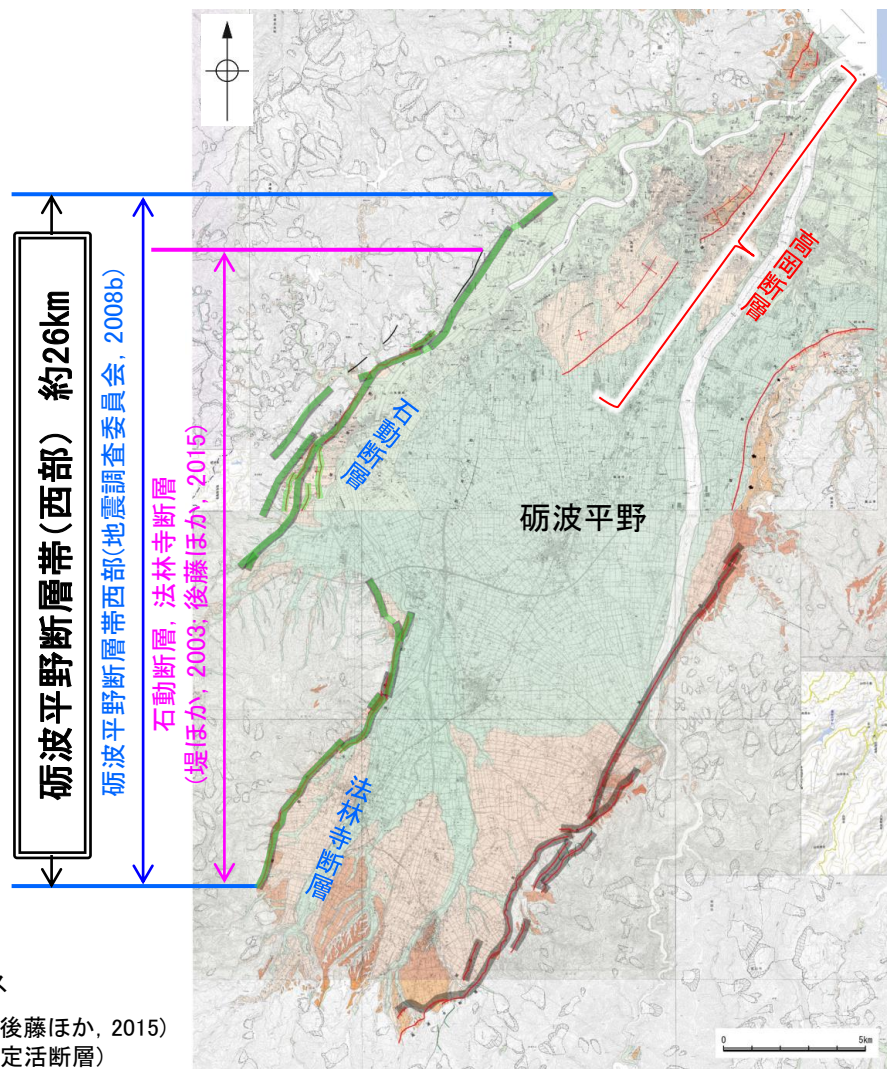 砺波平野断層帯(西部) 約26km
砺波平野断層帯西部(地震調査委員会, 2008b)
石動断層, 法林寺断層
(堤ほか, 2003; 後藤ほか, 2015)
高岡断層
石動断層
砺波平野
法林寺断層
ス
後藤ほか, 2015)
定活断層)
0
5km